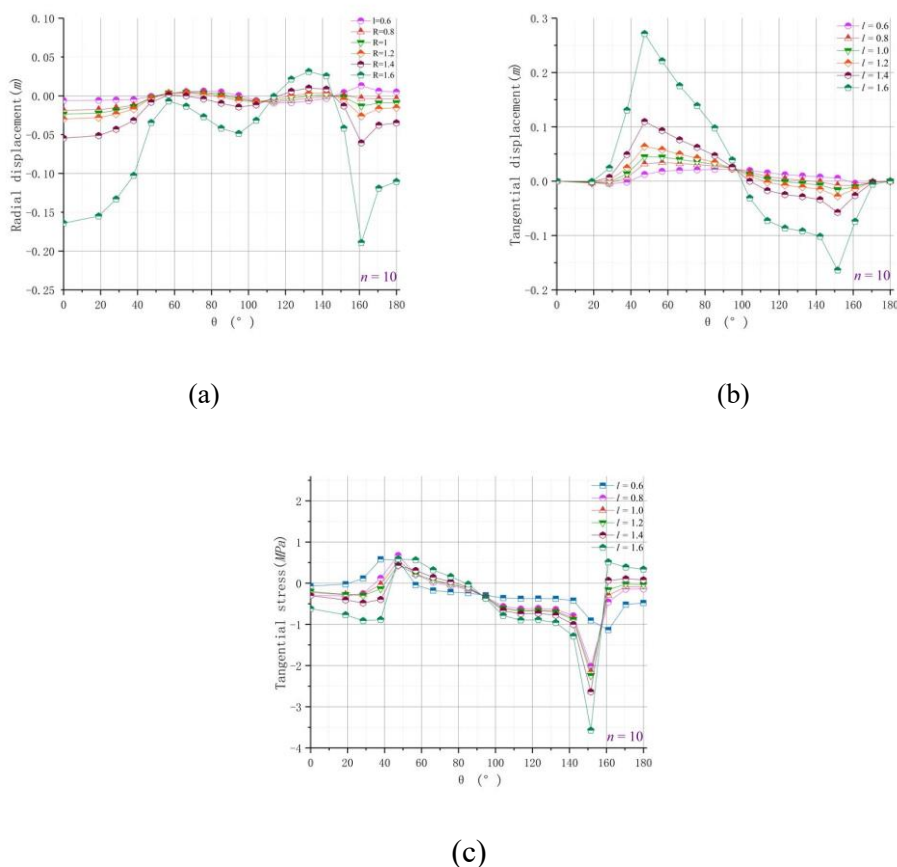 0.10
0.05
0.00
-0.05
-0.10
-0.15
-0.20
-0.25
Radial displacement(m)
l=0.6
R=0.8
R=1
R=1.2
R=1.4
R=1.6
n = 10
0 20 40 60 80 100 120 140 160 180
θ (°)
(a)
0.3
0.2
0.1
0.0
-0.1
-0.2
Tangential displacement(m)
l = 0.6
l = 0.8
l = 1.0
l = 1.2
l = 1.4
l = 1.6
n = 10
0 20 40 60 80 100 120 140 160 180
θ (°)
(b)
2
1
0
-1
-2
-3
-4
Tangential stress(MPa)
l = 0.6
l = 0.8
l = 1.0
l = 1.2
l = 1.4
l = 1.6
n = 10
0 20 40 60 80 100 120 140 160 180
θ (°)
(c)